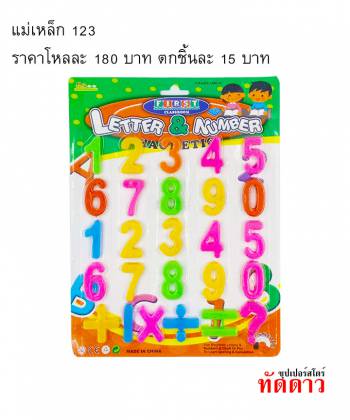 แม่เหล็ก 123
ราคาโหลละ 180 บาท ตกชิ้นละ 15 บาท
FIRST
CLASSROOM
LETTER & NUMBER
MAGNETIC
1 2 3 4 5
6 7 8 9 0
1 2 3 4 5
6 7 8 9 0
+ - × ÷ = ?
MADE IN CHINA
ซุปเปอร์สโตร์
ทัดดาว